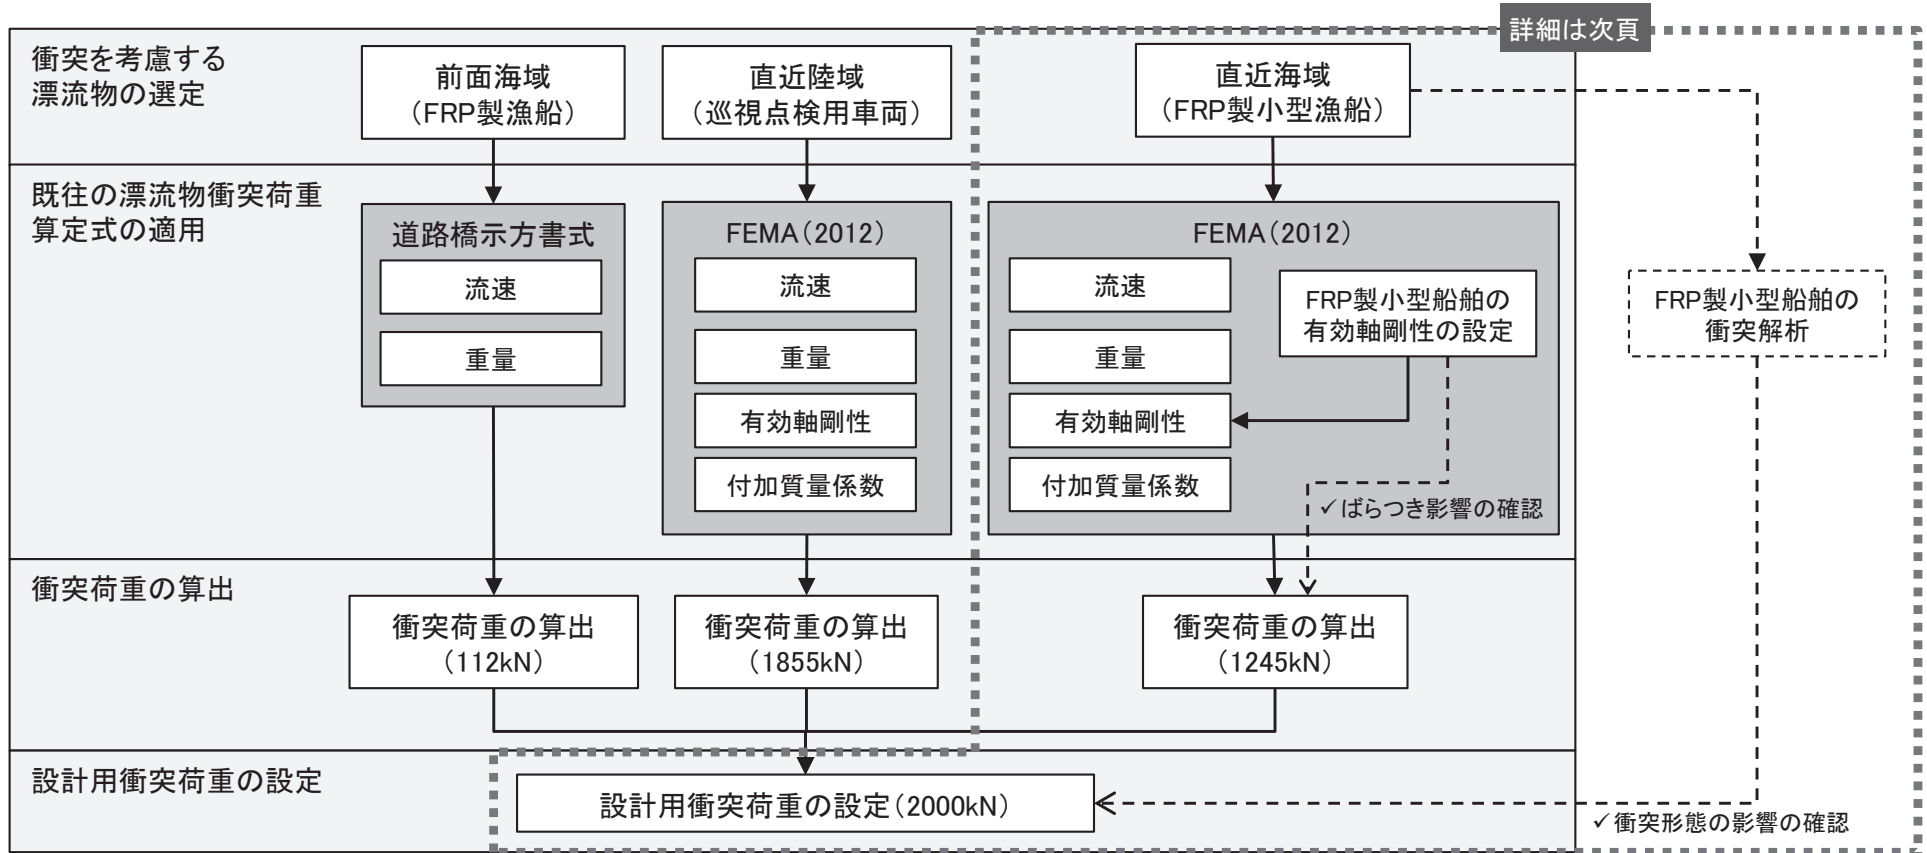 詳細は次頁
衝突を考慮する
漂流物の選定
前面海域
（FRP製漁船）
直近陸域
（巡視点検用車両）
直近海域
（FRP製小型漁船）
既往の漂流物衝突荷重
算定式の適用
道路橋示方書式
流速
重量
FEMA（2012）
流速
重量
有効軸剛性
付加質量係数
FEMA（2012）
流速
重量
有効軸剛性
付加質量係数
FRP製小型船舶の
有効軸剛性の設定
✓ばらつき影響の確認
FRP製小型船舶の
衝突解析
衝突荷重の算出
衝突荷重の算出
（112kN）
衝突荷重の算出
（1855kN）
衝突荷重の算出
（1245kN）
設計用衝突荷重の設定
設計用衝突荷重の設定（2000kN）
✓衝突形態の影響の確認